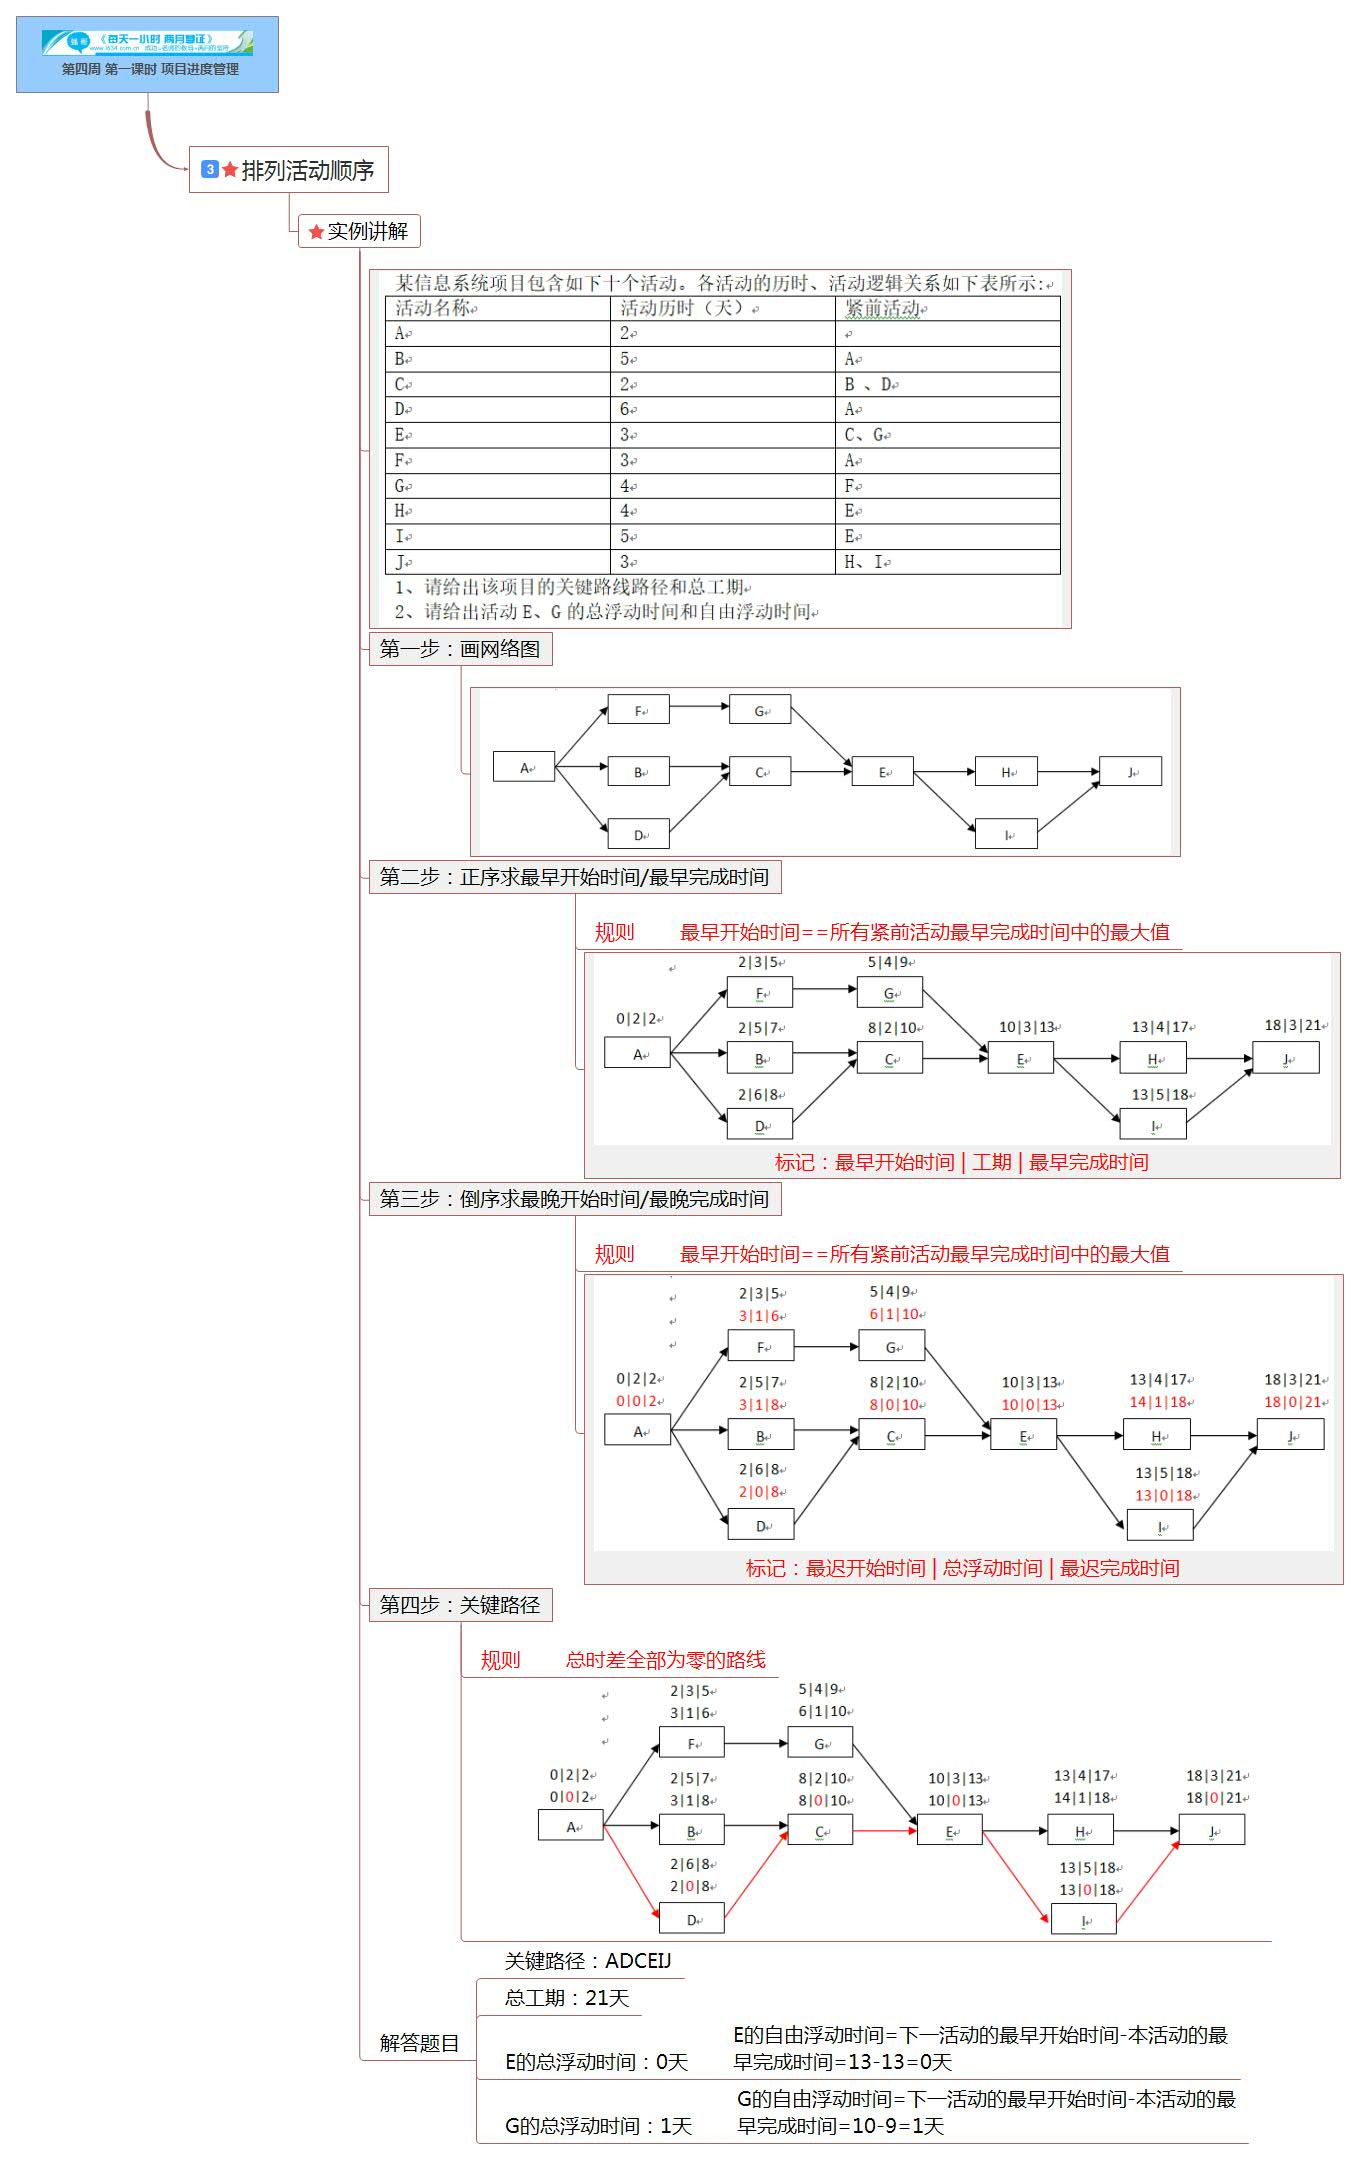 《每天一小时 两月拿证》
www.1634.com.cn
第四周 第一课时 项目进度管理
3 排列活动顺序
实例讲解
某信息系统项目包含如下十个活动。各活动的历时、活动逻辑关系如下表所示:
活动名称 活动历时（天） 紧前活动
A 2
B 5 A
C 2 B 、D
D 6 A
E 3 C、G
F 3 A
G 4 F
H 4 E
I 5 E
J 3 H、I
1、请给出该项目的关键路线路径和总工期
2、请给出活动 E、G 的总浮动时间和自由浮动时间
第一步：画网络图
F G
A B C E H J
D I
第二步：正序求最早开始时间/最早完成时间
规则 最早开始时间==所有紧前活动最早完成时间中的最大值
2|3|5 5|4|9
F G
0|2|2 2|5|7 8|2|10 10|3|13 13|4|17 18|3|21
A B C E H J
2|6|8 13|5|18
D I
标记：最早开始时间 | 工期 | 最早完成时间
第三步：倒序求最晚开始时间/最晚完成时间
规则 最早开始时间==所有紧前活动最早完成时间中的最大值
2|3|5 5|4|9
3|1|6 6|1|10
F G
0|2|2 2|5|7 8|2|10 10|3|13 13|4|17 18|3|21
0|0|2 3|1|8 8|0|10 10|0|13 14|1|18 18|0|21
A B C E H J
2|6|8 13|5|18
2|0|8 13|0|18
D I
标记：最迟开始时间 | 总浮动时间 | 最迟完成时间
第四步：关键路径
规则 总时差全部为零的路线
2|3|5 5|4|9
3|1|6 6|1|10
F G
0|2|2 2|5|7 8|2|10 10|3|13 13|4|17 18|3|21
0|0|2 3|1|8 8|0|10 10|0|13 14|1|18 18|0|21
A B C E H J
2|6|8 13|5|18
2|0|8 13|0|18
D I
解答题目
关键路径：ADCEIJ
总工期：21天
E的总浮动时间：0天
E的自由浮动时间=下一活动的最早开始时间-本活动的最
早完成时间=13-13=0天
G的总浮动时间：1天
G的自由浮动时间=下一活动的最早开始时间-本活动的最
早完成时间=10-9=1天